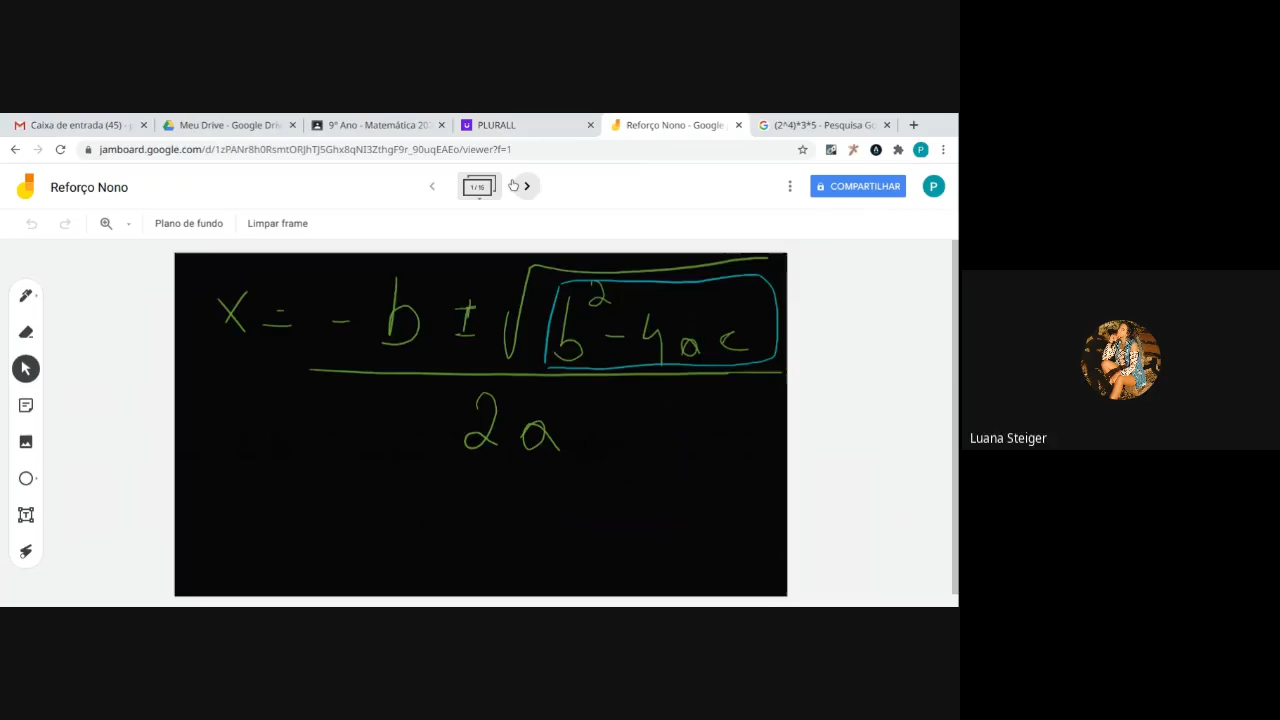 Caixa de entrada (45) -
Meu Drive - Google Dri
9º Ano - Matemática 202
PLURALL
Reforço Nono - Google
(2^4)*3*5 - Pesquisa Go
jamboard.google.com/d/1zPANr8h0RsmtORJhTJ5Ghx8qNI3ZthgF9r_90uqEAEo/viewer?f=1
P
Reforço Nono
1 / 15
COMPARTILHAR
P
Plano de fundo
Limpar frame
x = - b ± √ b² - 4ac
2a
Luana Steiger